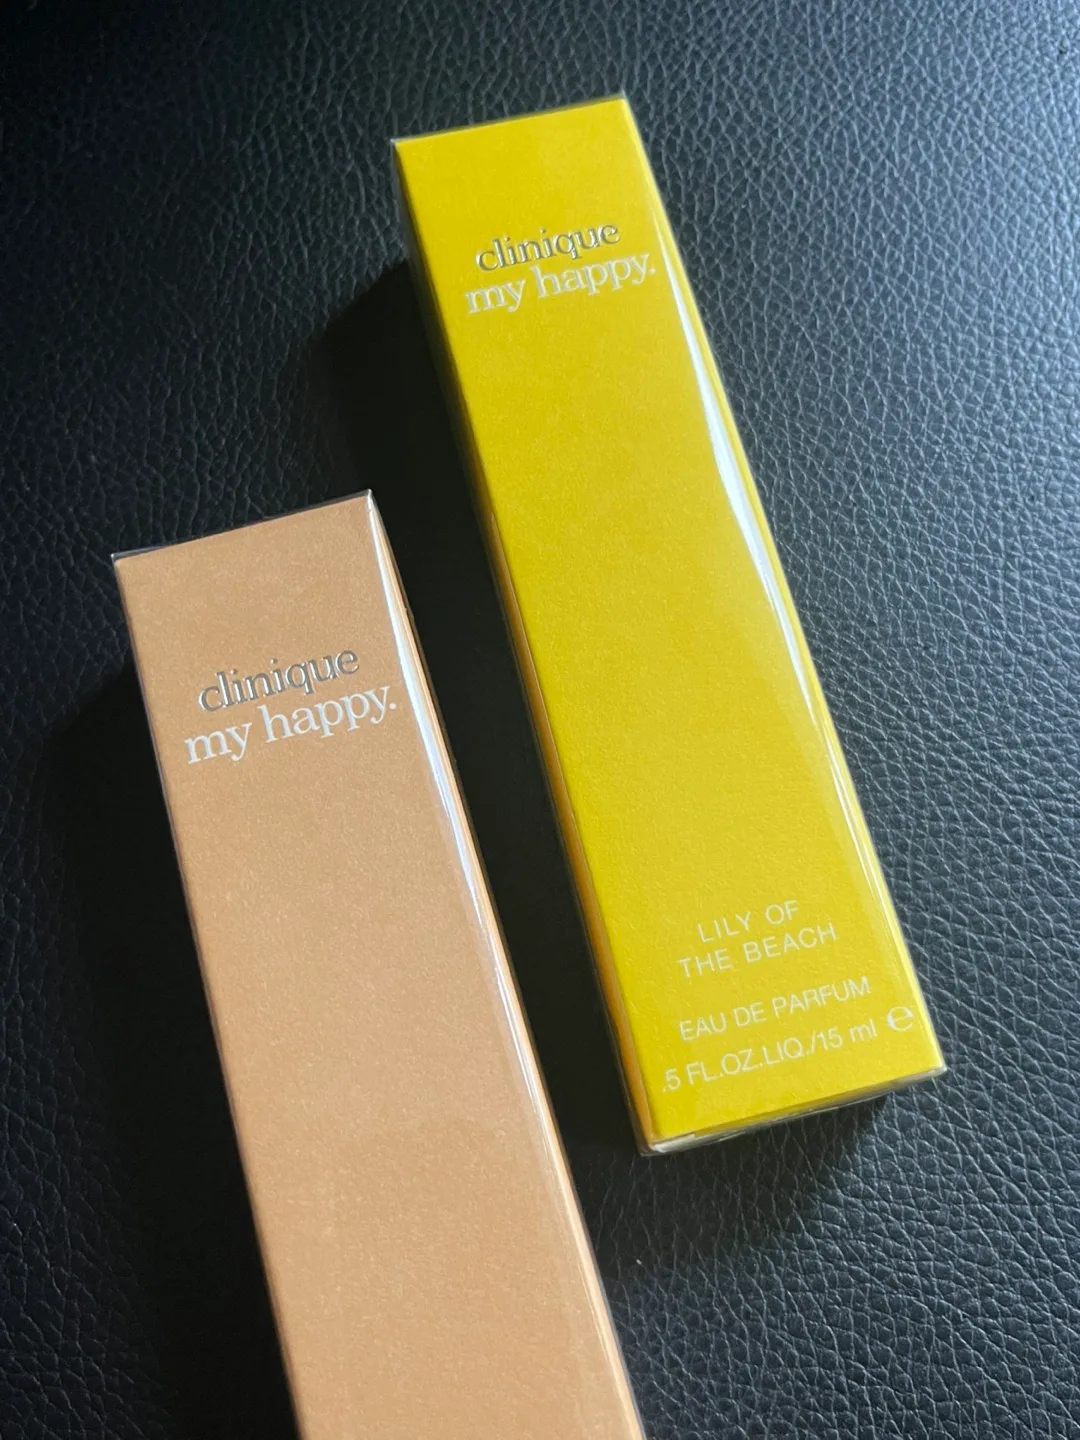 clinique
my happy.
LILY OF
THE BEACH
EAU DE PARFUM
.5 FL.OZ.LIQ./15 ml ℮
clinique
my happy.